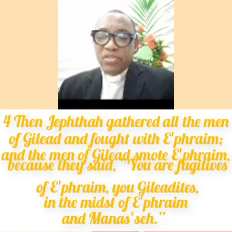 4 Then Jephthah gathered all the men
of Gilead and fought with E'phraim;
and the men of Gilead smote E'phraim,
because they said, "You are fugitives
of E'phraim, you Gileadites,
in the midst of E'phraim
and Manas'seh."